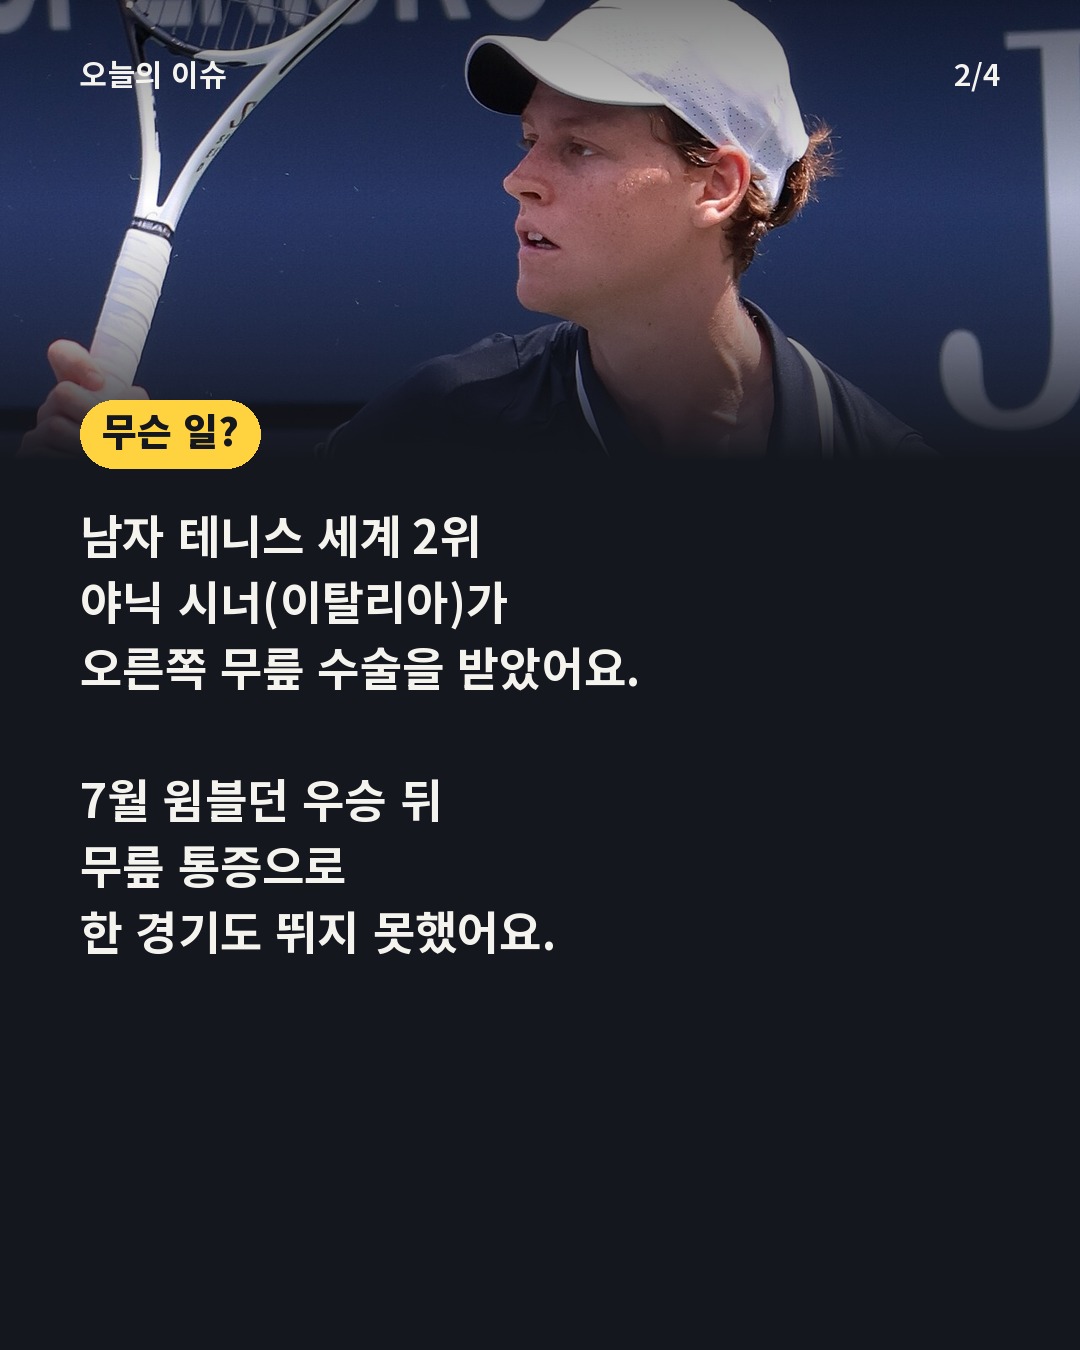 오늘의 이슈
2/4
HEAD
J
무슨 일?
남자 테니스 세계 2위
야닉 시너(이탈리아)가
오른쪽 무릎 수술을 받았어요.
7월 윔블던 우승 뒤
무릎 통증으로
한 경기도 뛰지 못했어요.